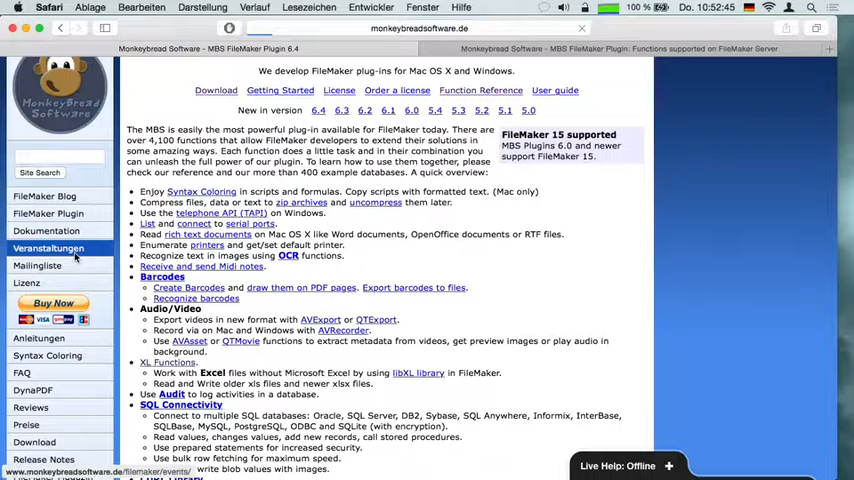 Safari Ablage Bearbeiten Darstellung Verlauf Lesezeichen Entwickler Fenster Hilfe 100 % Do. 10:52:45
monkeybreadsoftware.de
Monkeybread Software - MBS FileMaker Plugin 6.4 Monkeybread Software - MBS FileMaker Plugin: Functions supported on FileMaker Server
MonkeyBread
Software
Site Search
FileMaker Blog
FileMaker Plugin
Dokumentation
Veranstaltungen
Mailingliste
Lizenz
Buy Now
VISA
Anleitungen
Syntax Coloring
FAQ
DynaPDF
Reviews
Preise
Download
Release Notes
We develop FileMaker plug-ins for Mac OS X and Windows.
Download Getting Started License Order a license Function Reference User guide
New in version 6.4 6.3 6.2 6.1 6.0 5.4 5.3 5.2 5.1 5.0
The MBS is easily the most powerful plug-in available for FileMaker today. There are
over 4,100 functions that allow FileMaker developers to extend their solutions in
some amazing ways. Each function does a little task and in their combination you
can unleash the full power of our plugin. To learn how to use them together, please
check our reference and our more than 400 example databases. A quick overview:
FileMaker 15 supported
MBS Plugins 6.0 and newer
support FileMaker 15.
• Enjoy Syntax Coloring in scripts and formulas. Copy scripts with formatted text. (Mac only)
• Compress files, data or text to zip archives and uncompress them later.
• Use the telephone API (TAPI) on Windows.
• List and connect to serial ports.
• Read rich text documents on Mac OS X like Word documents, OpenOffice documents or RTF files.
• Enumerate printers and get/set default printer.
• Recognize text in images using OCR functions.
• Receive and send Midi notes.
• Barcodes
• Create Barcodes and draw them on PDF pages. Export barcodes to files.
• Recognize barcodes
• Audio/Video
• Export videos in new format with AVExport or QTExport.
• Record via on Mac and Windows with AVRecorder.
• Use AVAsset or QTMovie functions to extract metadata from videos, get preview images or play audio in
background.
• XL Functions.
• Work with Excel files without Microsoft Excel by using libXL library in FileMaker.
• Read and Write older xls files and newer xlsx files.
• Use Audit to log activities in a database.
• SQL Connectivity
• Connect to multiple SQL databases: Oracle, SQL Server, DB2, Sybase, SQL Anywhere, Informix, InterBase,
SQLBase, MySQL, PostgreSQL, ODBC and SQLite (with encryption).
• Read values, changes values, add new records, call stored procedures.
• Use prepared statements for increased security.
• Use bulk row fetching for maximum speed.
write blob values with images.
Live Help: Offline +
www.monkeybreadsoftware.de/filemaker/events/